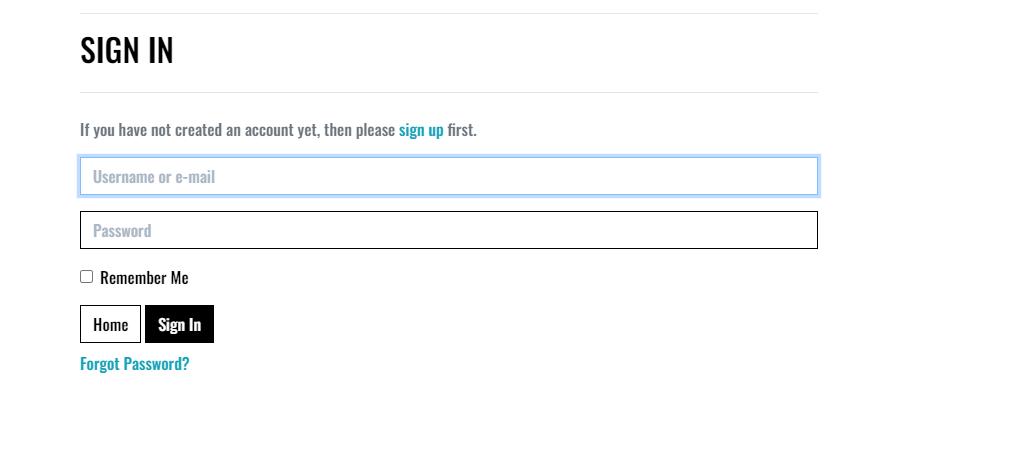 SIGN IN
If you have not created an account yet, then please sign up first.
Username or e-mail
Password
Remember Me
Home Sign In
Forgot Password?